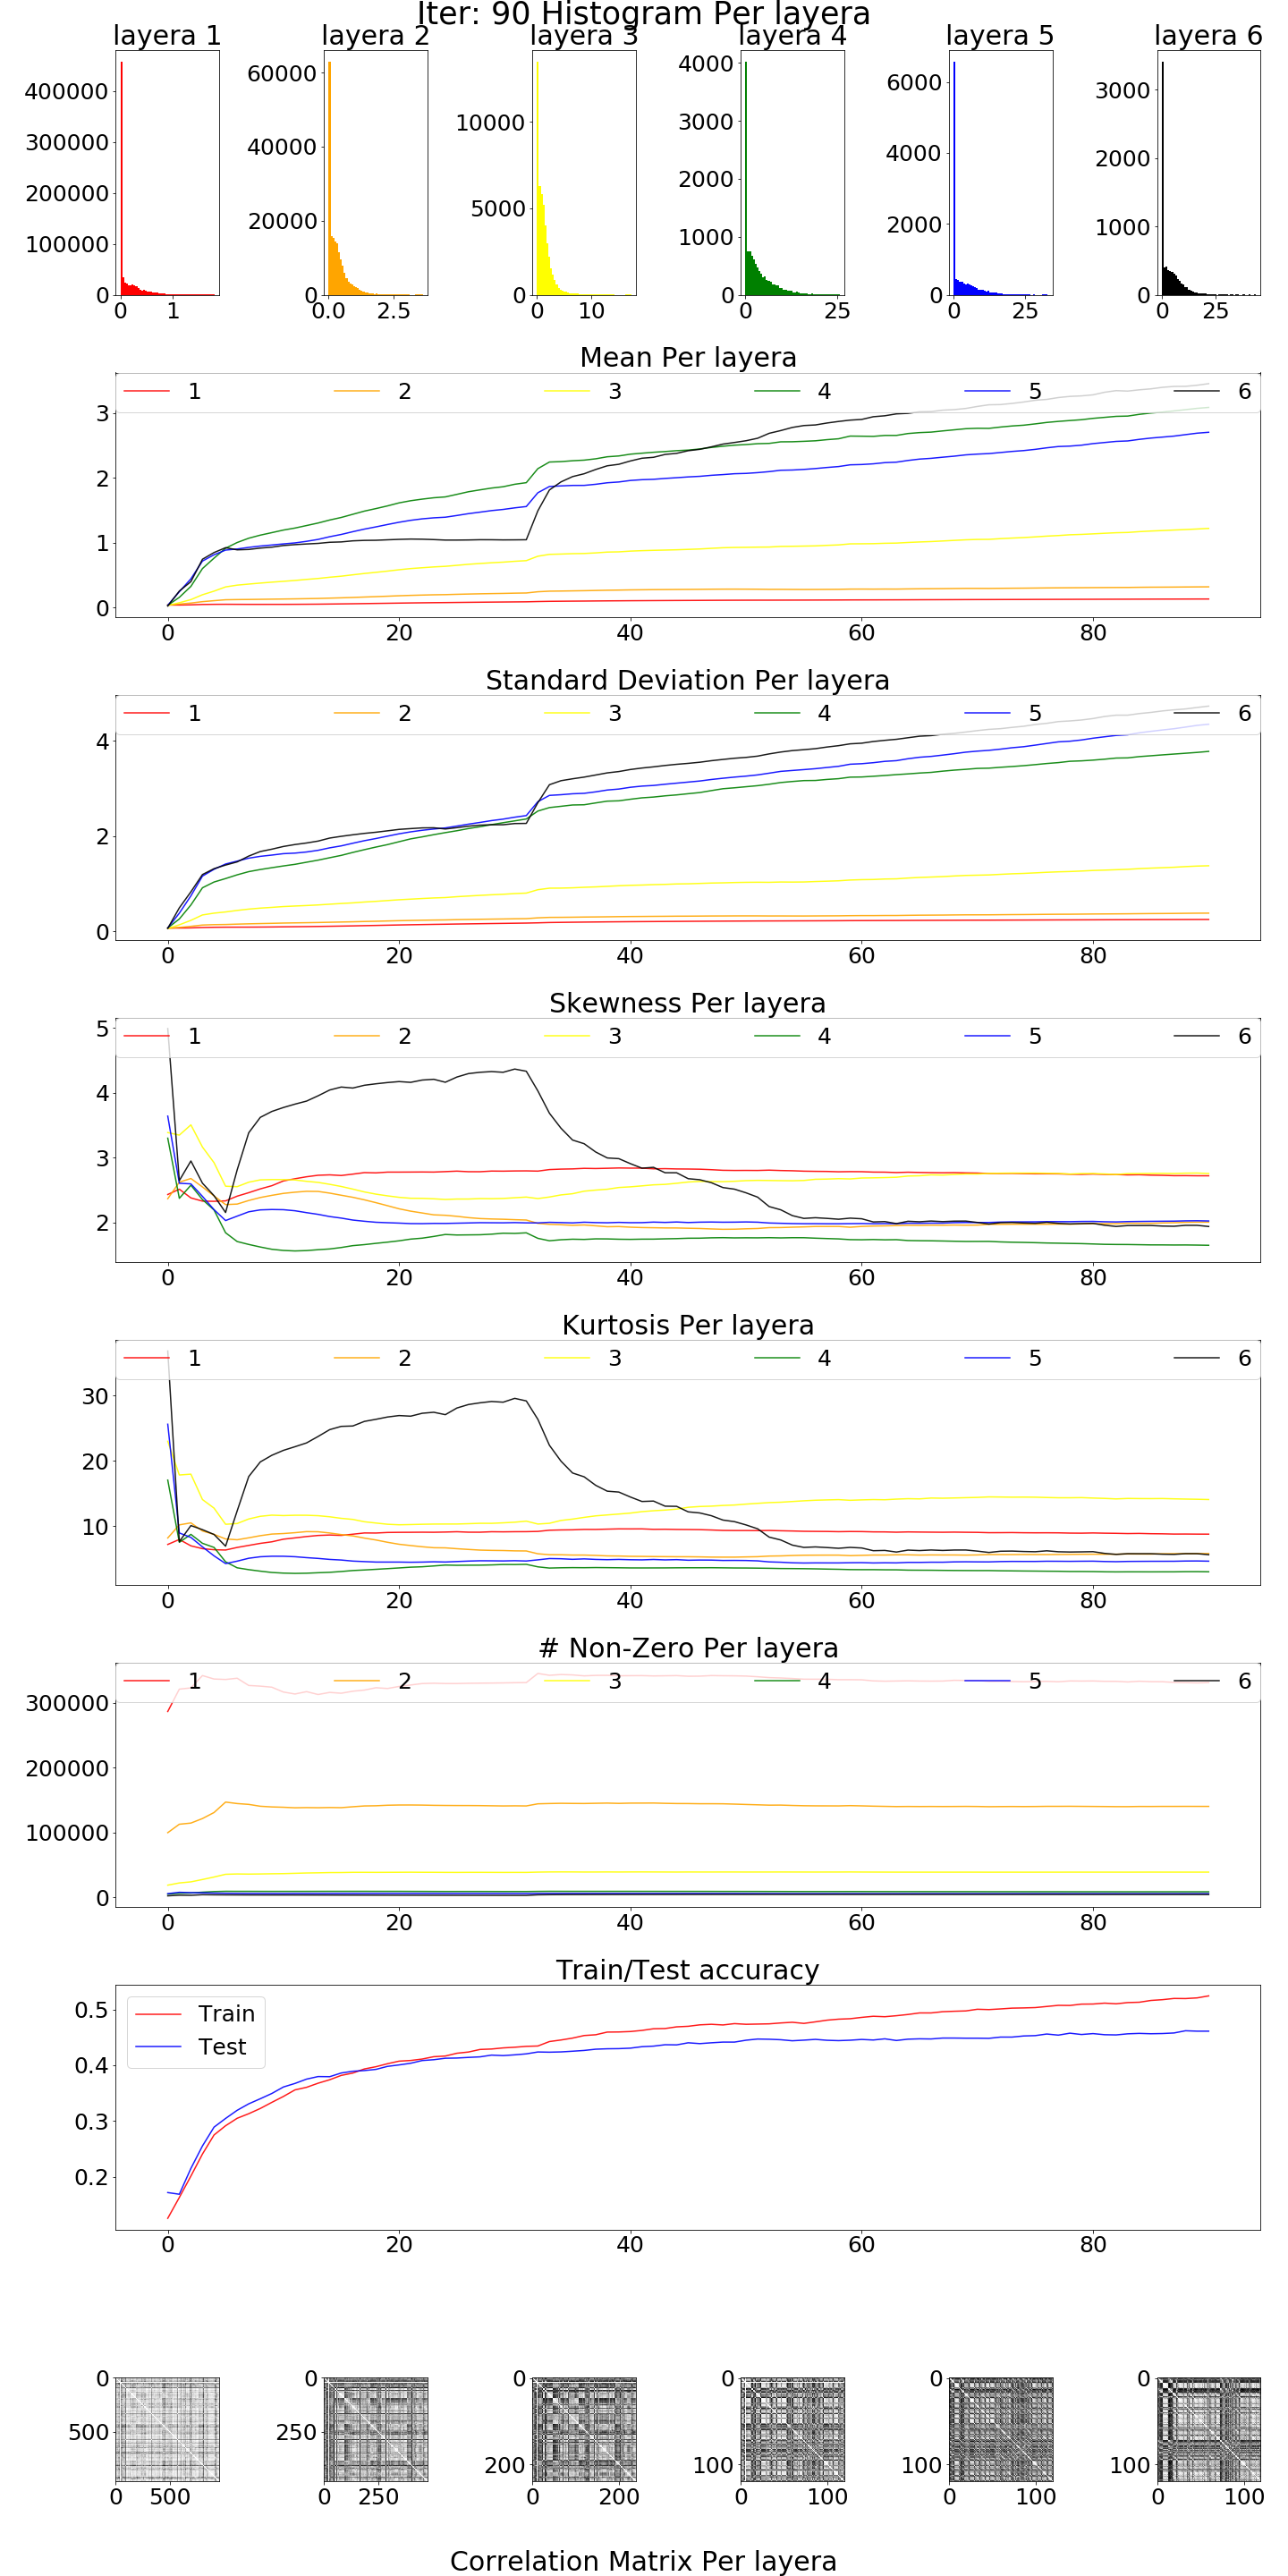 Iter: 90 Histogram Per layera
layera 1 layera 2 layera 3 layera 4 layera 5 layera 6
400000 300000 200000 100000 0
0 1
60000 40000 20000 0
0.0 2.5
10000 5000 0
0 10
4000 3000 2000 1000 0
0 25
6000 4000 2000 0
0 25
3000 2000 1000 0
0 25
Mean Per layera
1 2 3 4 5 6
3
2
1
0
0 20 40 60 80
Standard Deviation Per layera
1 2 3 4 5 6
4
2
0
0 20 40 60 80
Skewness Per layera
5
1 2 3 4 5 6
4
3
2
0 20 40 60 80
Kurtosis Per layera
1 2 3 4 5 6
30
20
10
0 20 40 60 80
# Non-Zero Per layera
1 2 3 4 5 6
300000
200000
100000
0
0 20 40 60 80
Train/Test accuracy
Train
Test
0.5
0.4
0.3
0.2
0 20 40 60 80
0 500
0 500
0 250
0 250
0 200
0 200
0 100
0 100
0 100
0 100
0 100
0 100
Correlation Matrix Per layera